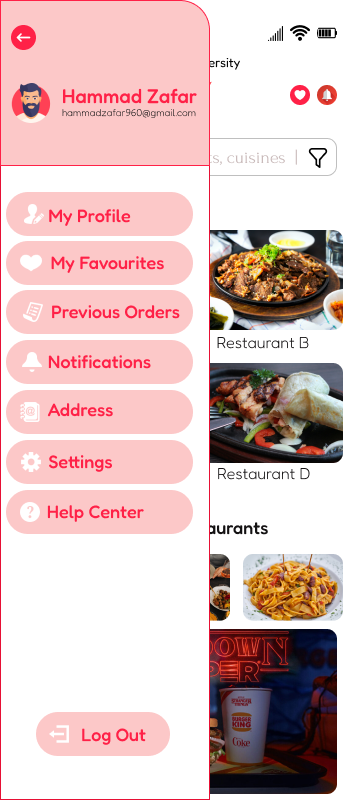 ersity
Hammad Zafar
hammadzafar960@gmail.com
ts, cuisines |
My Profile
My Favourites
Previous Orders
Notifications
Address
Settings
Help Center
Log Out
Restaurant B
Restaurant D
aurants
DOWN
PER
BURGER
KING
Coke